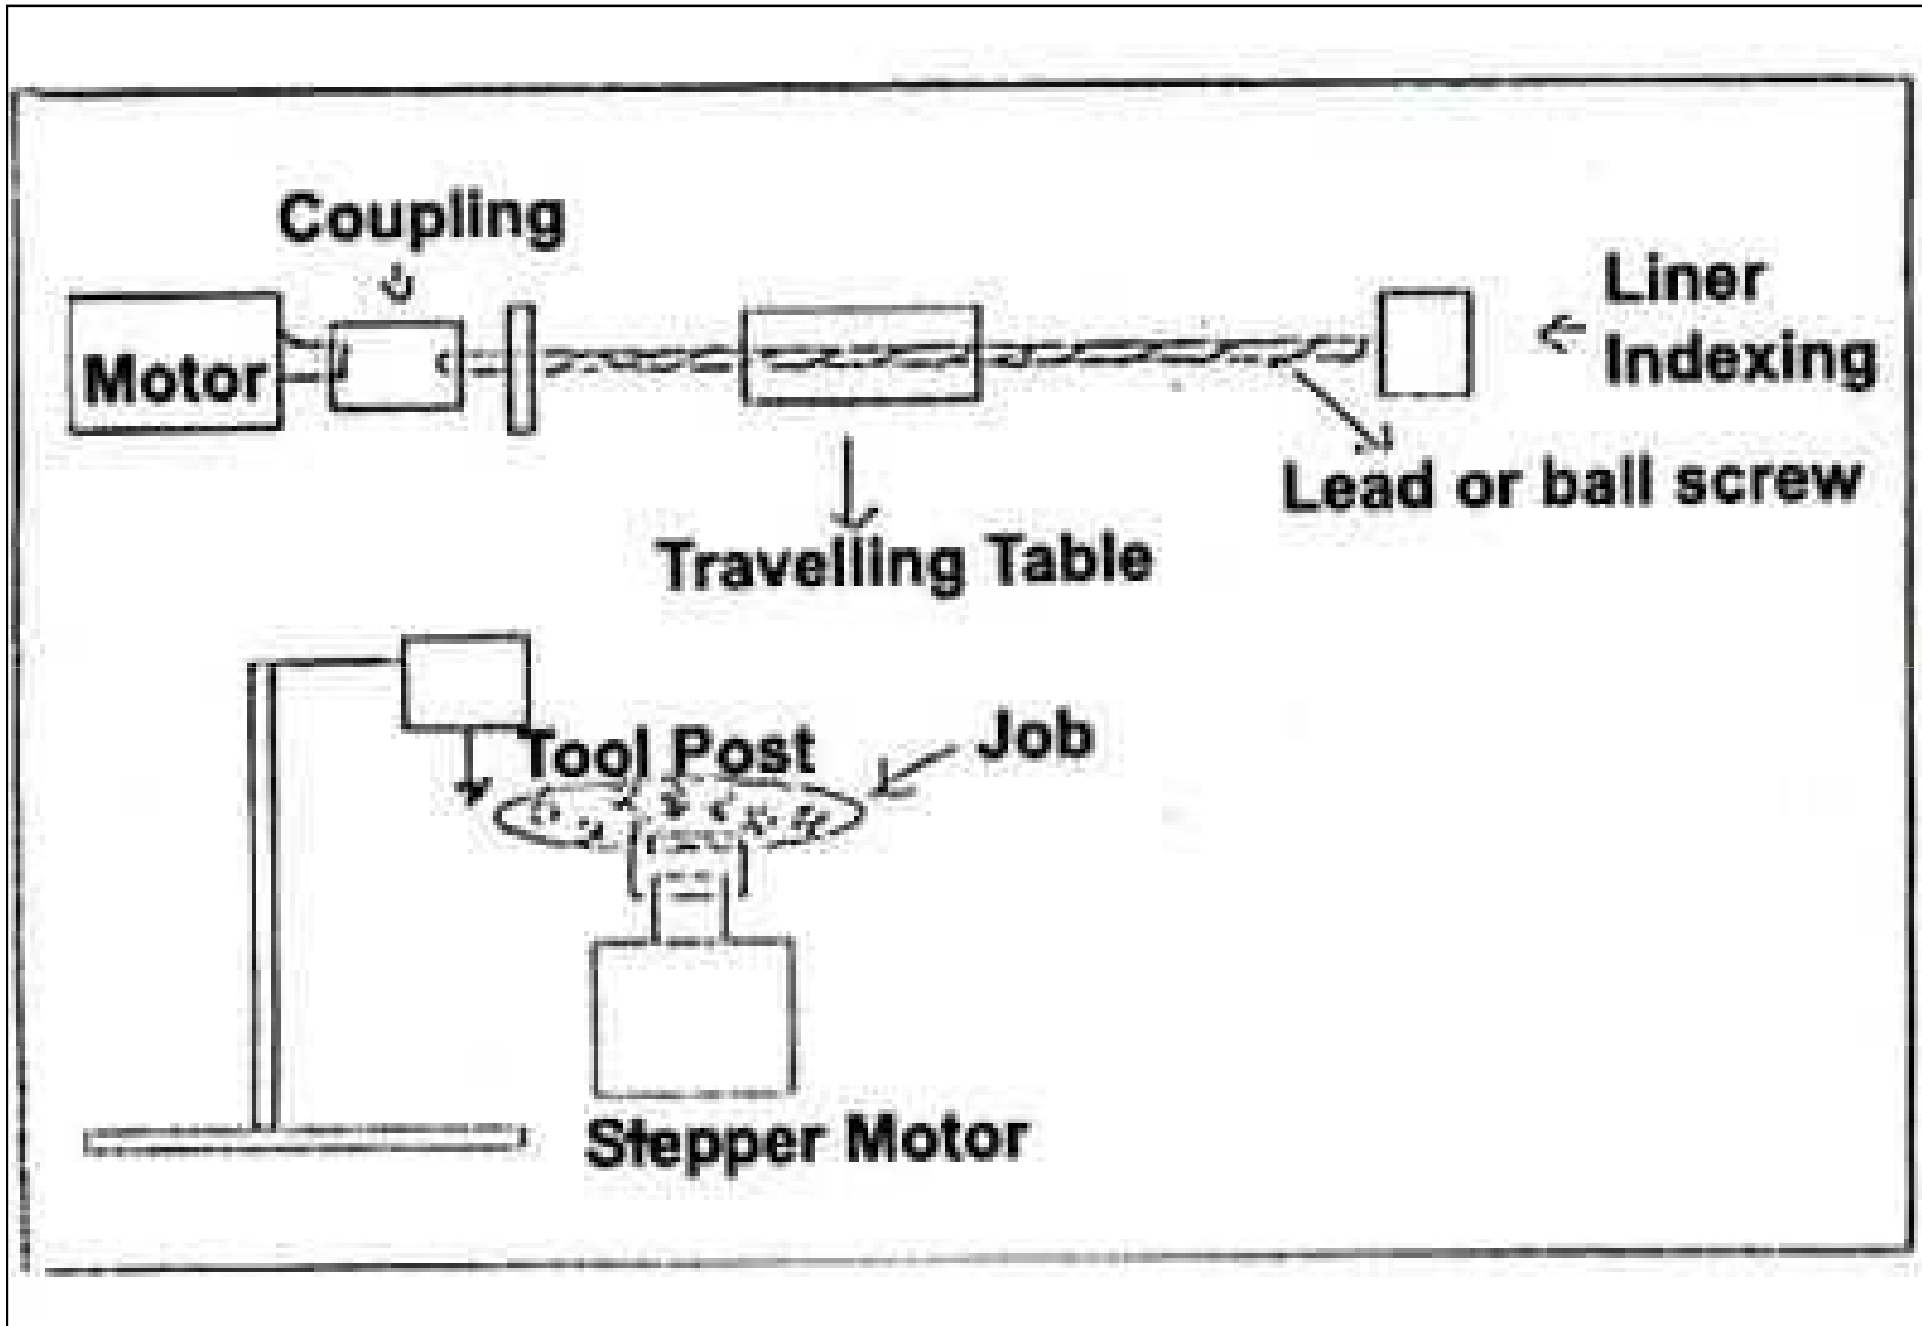 Coupling
Motor
Liner
Indexing
Lead or ball screw
Travelling Table
Tool Post
Job
Stepper Motor